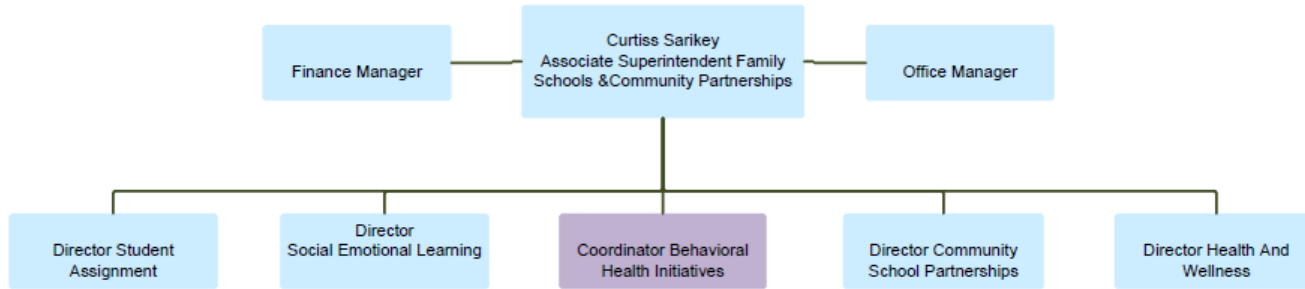 Finance Manager
Curtiss Sarikey
Associate Superintendent Family
Schools &Community Partnerships
Office Manager
Director Student
Assignment
Director
Social Emotional Learning
Coordinator Behavioral
Health Initiatives
Director Community
School Partnerships
Director Health And
Wellness